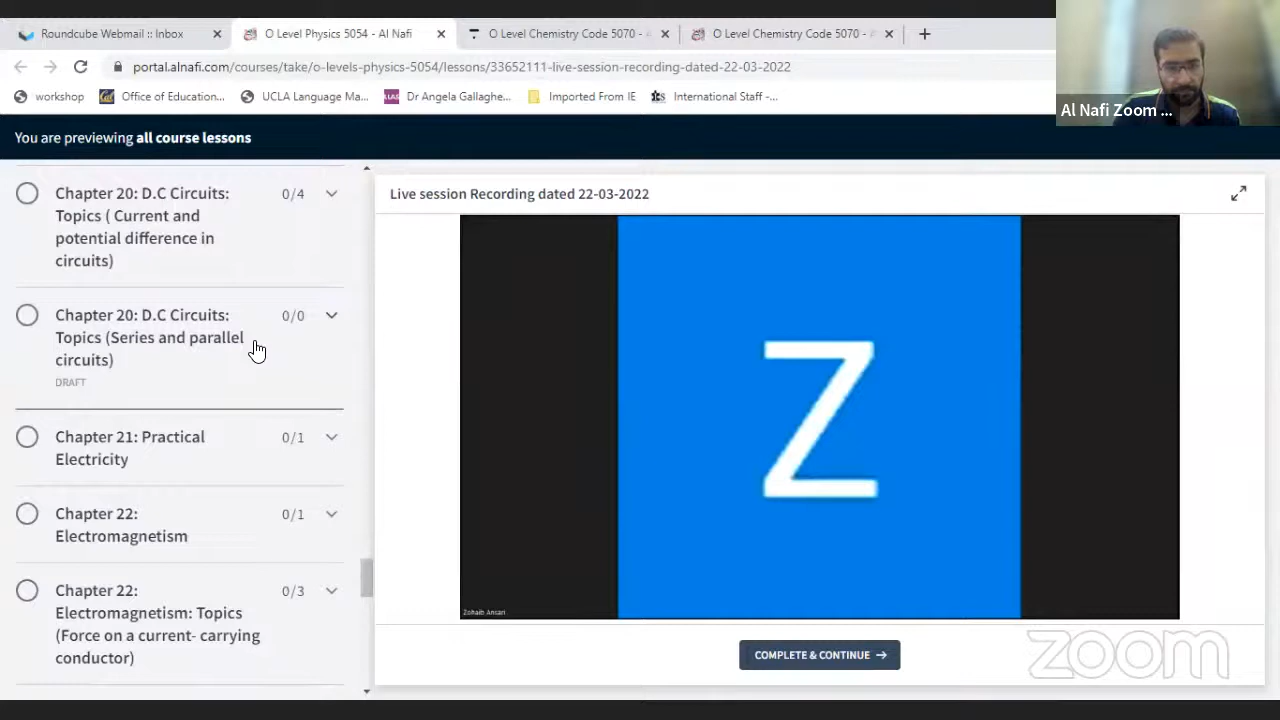 Roundcube Webmail :: Inbox
O Level Physics 5054 - Al Nafi
O Level Chemistry Code 5070 -
O Level Chemistry Code 5070 -
portal.alnafi.com/courses/take/o-levels-physics-5054/lessons/33652111-live-session-recording-dated-22-03-2022
workshop
Office of Education...
UCLA Language Ma...
LLAS
Dr Angela Gallaghe...
Imported From IE
International Staff -...
Al Nafi Zoom ...
You are previewing all course lessons
Chapter 20: D.C Circuits:
Topics ( Current and
potential difference in
circuits)
0/4
Chapter 20: D.C Circuits:
Topics (Series and parallel
circuits)
0/0
DRAFT
Chapter 21: Practical
Electricity
0/1
Chapter 22:
Electromagnetism
0/1
Chapter 22:
Electromagnetism: Topics
(Force on a current- carrying
conductor)
0/3
Live session Recording dated 22-03-2022
Z
Zohaib Ansari
COMPLETE & CONTINUE
zoom